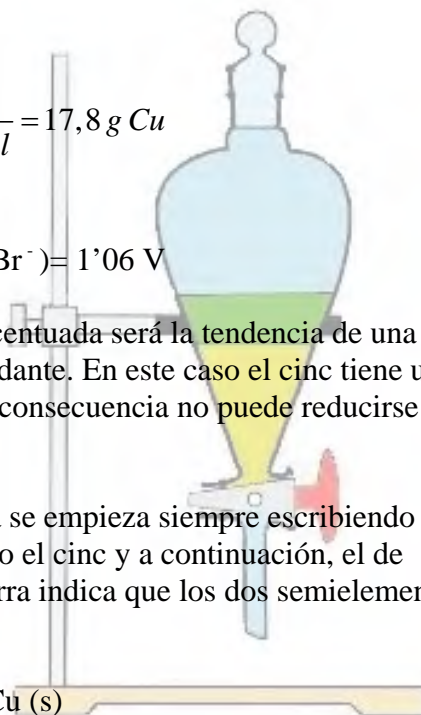 l = 17,8 g Cu
Br⁻ )= 1’06 V
centuada será la tendencia de una
dante. En este caso el cinc tiene u
consecuencia no puede reducirse
a se empieza siempre escribiendo
o el cinc y a continuación, el de
rra indica que los dos semielemen
Cu (s)